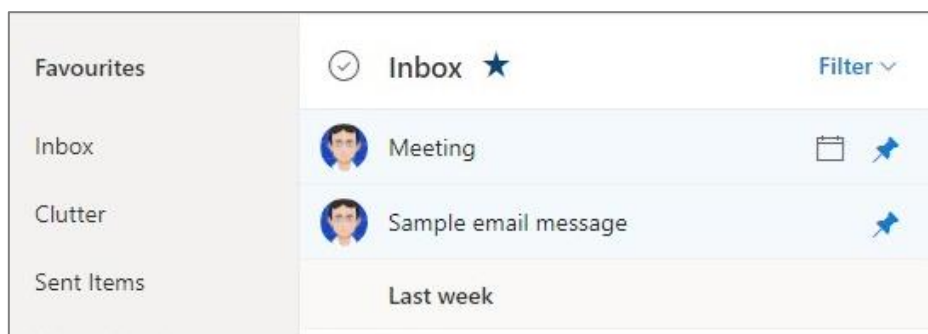 Favourites
Inbox
Clutter
Sent Items
Inbox
Filter
Meeting
Sample email message
Last week